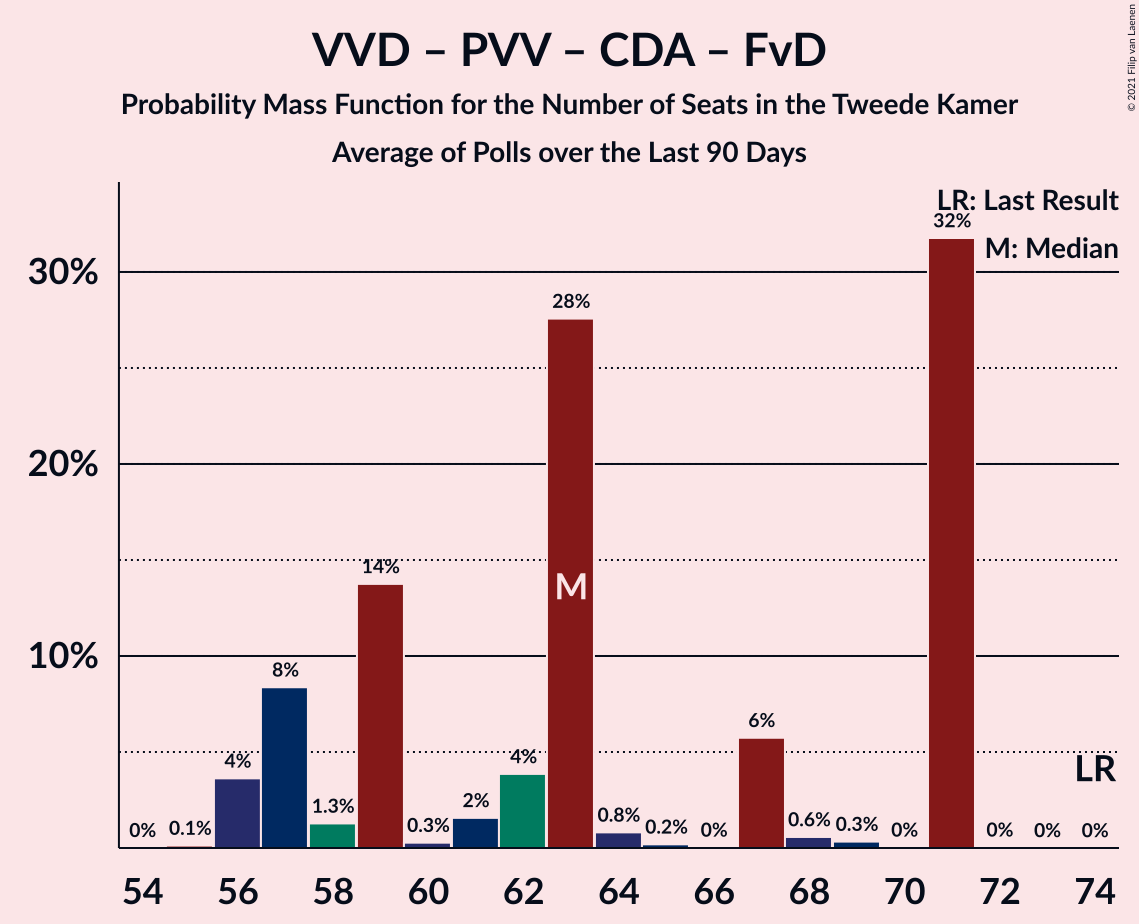 VVD – PVV – CDA – FvD
Probability Mass Function for the Number of Seats in the Tweede Kamer
Average of Polls over the Last 90 Days
© 2021 Filip van Laenen
LR: Last Result
M: Median
30%
20%
10%
0%
0.1%
4%
8%
1.3%
14%
0.3%
2%
4%
28%
0.8%
0.2%
0%
6%
0.6%
0.3%
0%
32%
0%
0%
0%
M
LR
54 56 58 60 62 64 66 68 70 72 74